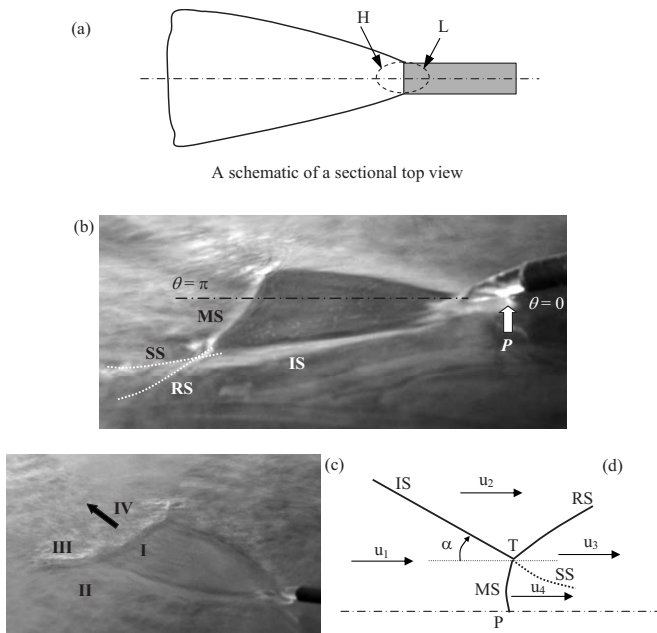 (a)
H
L
A schematic of a sectional top view
(b)
θ = π
θ = 0
MS
P
SS
IS
RS
(c)
(d)
IV
III
I
II
IS
u2
RS
u1
α
T
u3
SS
MS
u4
P